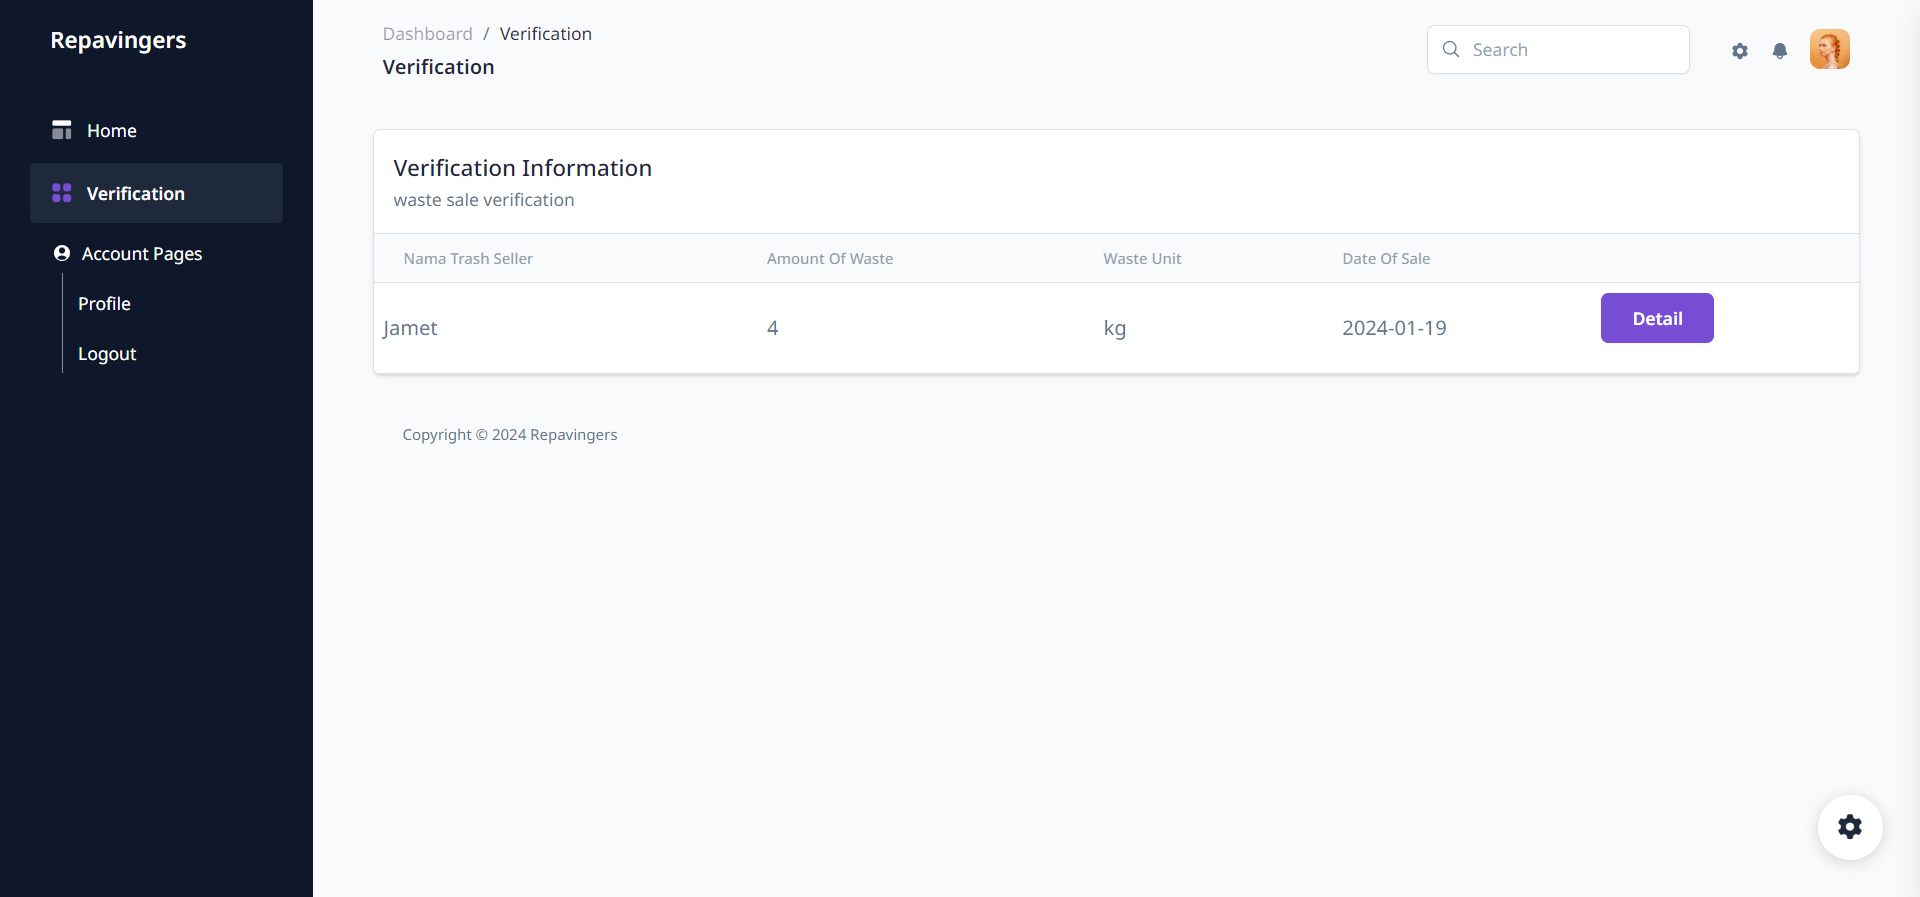 Repavingers
Home
Verification
Account Pages
Profile
Logout
Dashboard / Verification
Verification
Search
Verification Information
waste sale verification
Nama Trash Seller Amount Of Waste Waste Unit Date Of Sale
Jamet 4 kg 2024-01-19 Detail
Copyright © 2024 Repavingers